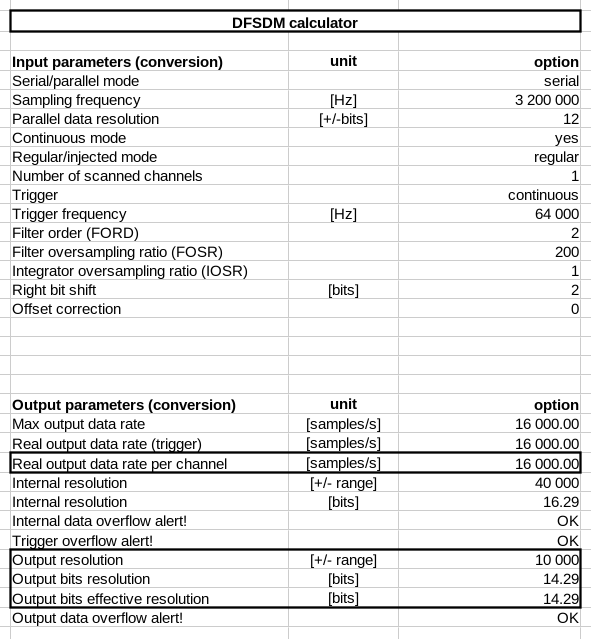 DFSDM calculator
Input parameters (conversion) unit option
Serial/parallel mode serial
Sampling frequency [Hz] 3 200 000
Parallel data resolution [+/-bits] 12
Continuous mode yes
Regular/injected mode regular
Number of scanned channels 1
Trigger continuous
Trigger frequency [Hz] 64 000
Filter order (FORD) 2
Filter oversampling ratio (FOSR) 200
Integrator oversampling ratio (IOSR) 1
Right bit shift [bits] 2
Offset correction 0
Output parameters (conversion) unit option
Max output data rate [samples/s] 16 000.00
Real output data rate (trigger) [samples/s] 16 000.00
Real output data rate per channel [samples/s] 16 000.00
Internal resolution [+/- range] 40 000
Internal resolution [bits] 16.29
Internal data overflow alert! OK
Trigger overflow alert! OK
Output resolution [+/- range] 10 000
Output bits resolution [bits] 14.29
Output bits effective resolution [bits] 14.29
Output data overflow alert! OK